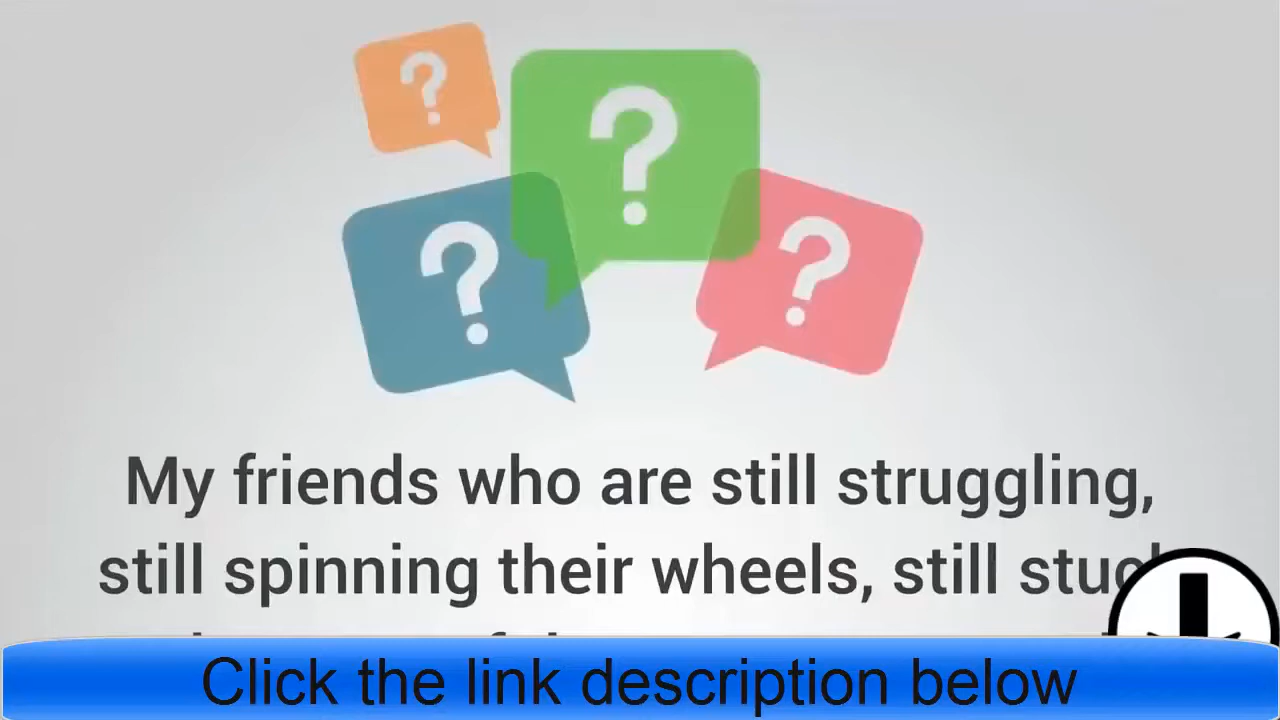 ?
?
?
?
My friends who are still struggling,
still spinning their wheels, still
Click the link description below